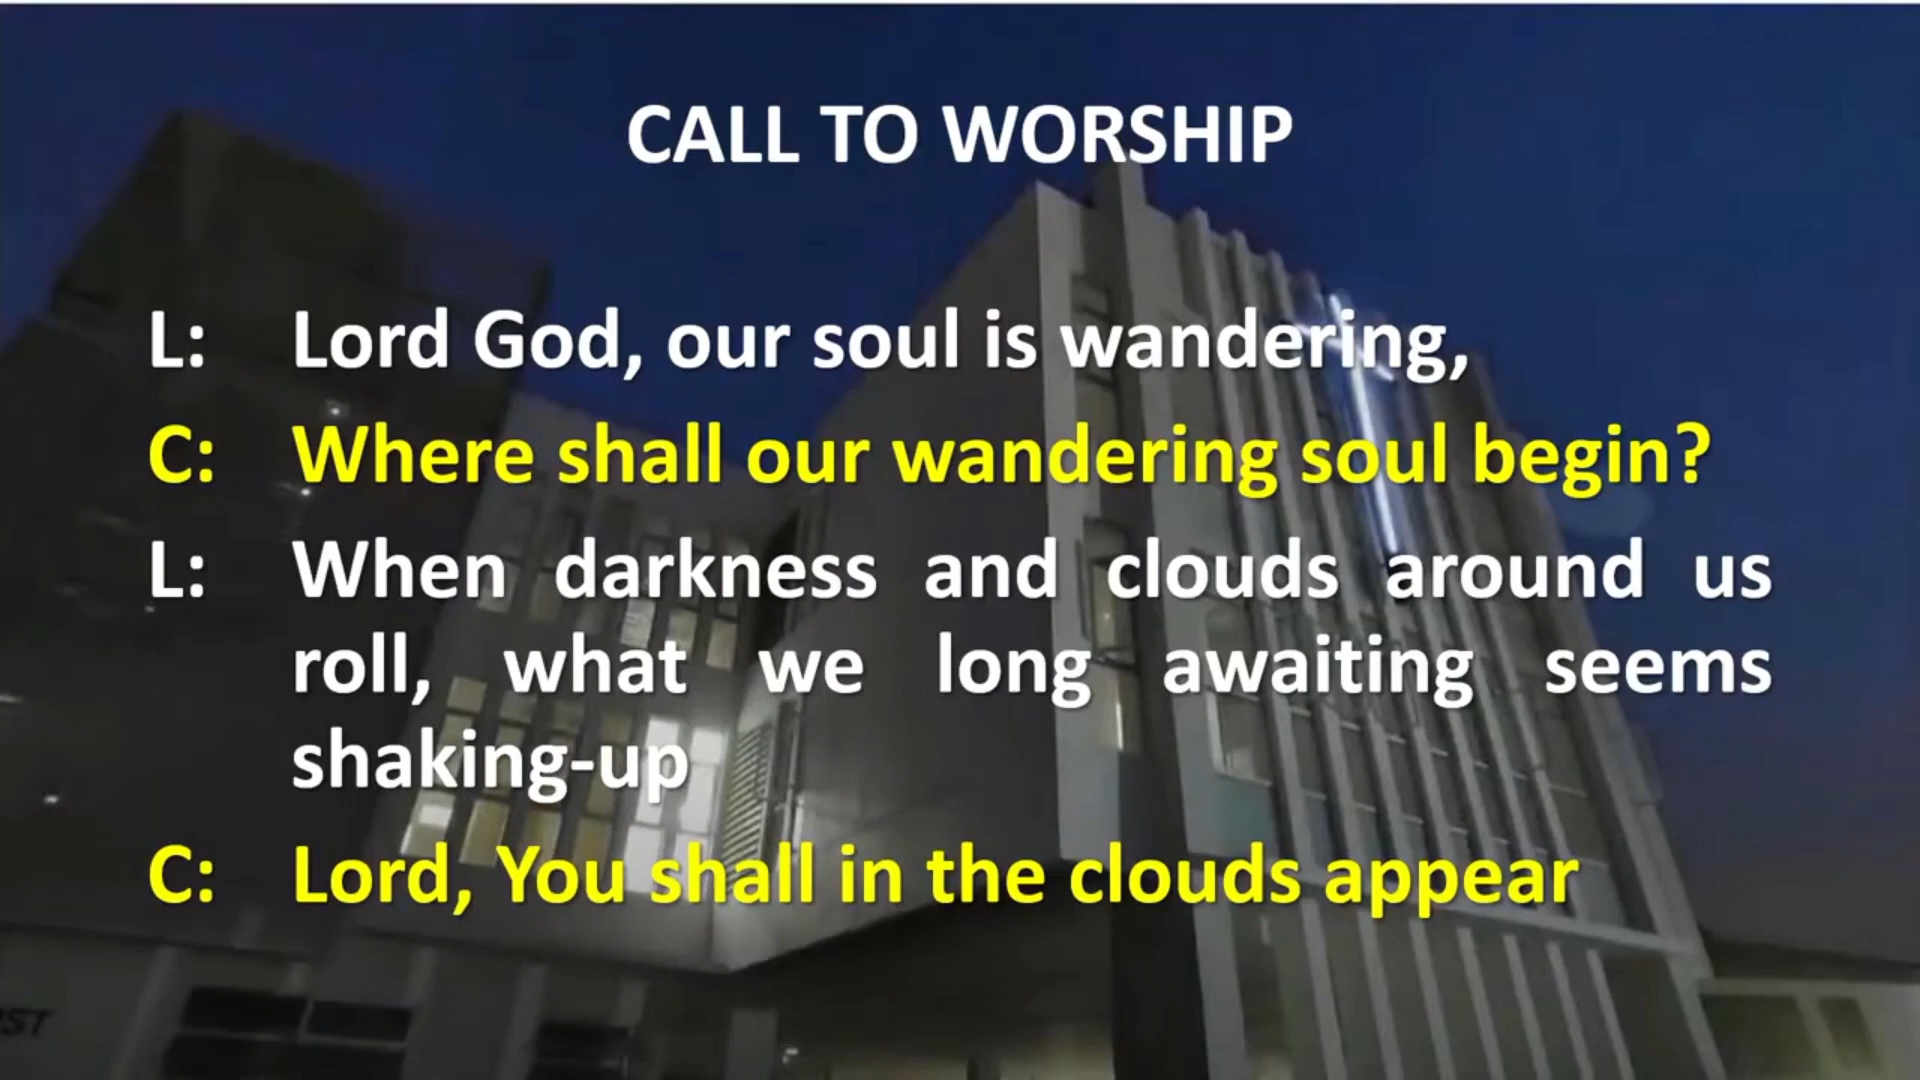 CALL TO WORSHIP
L: Lord God, our soul is wandering,
C: Where shall our wandering soul begin?
L: When darkness and clouds around us
roll, what we long awaiting seems
shaking-up
C: Lord, You shall in the clouds appear